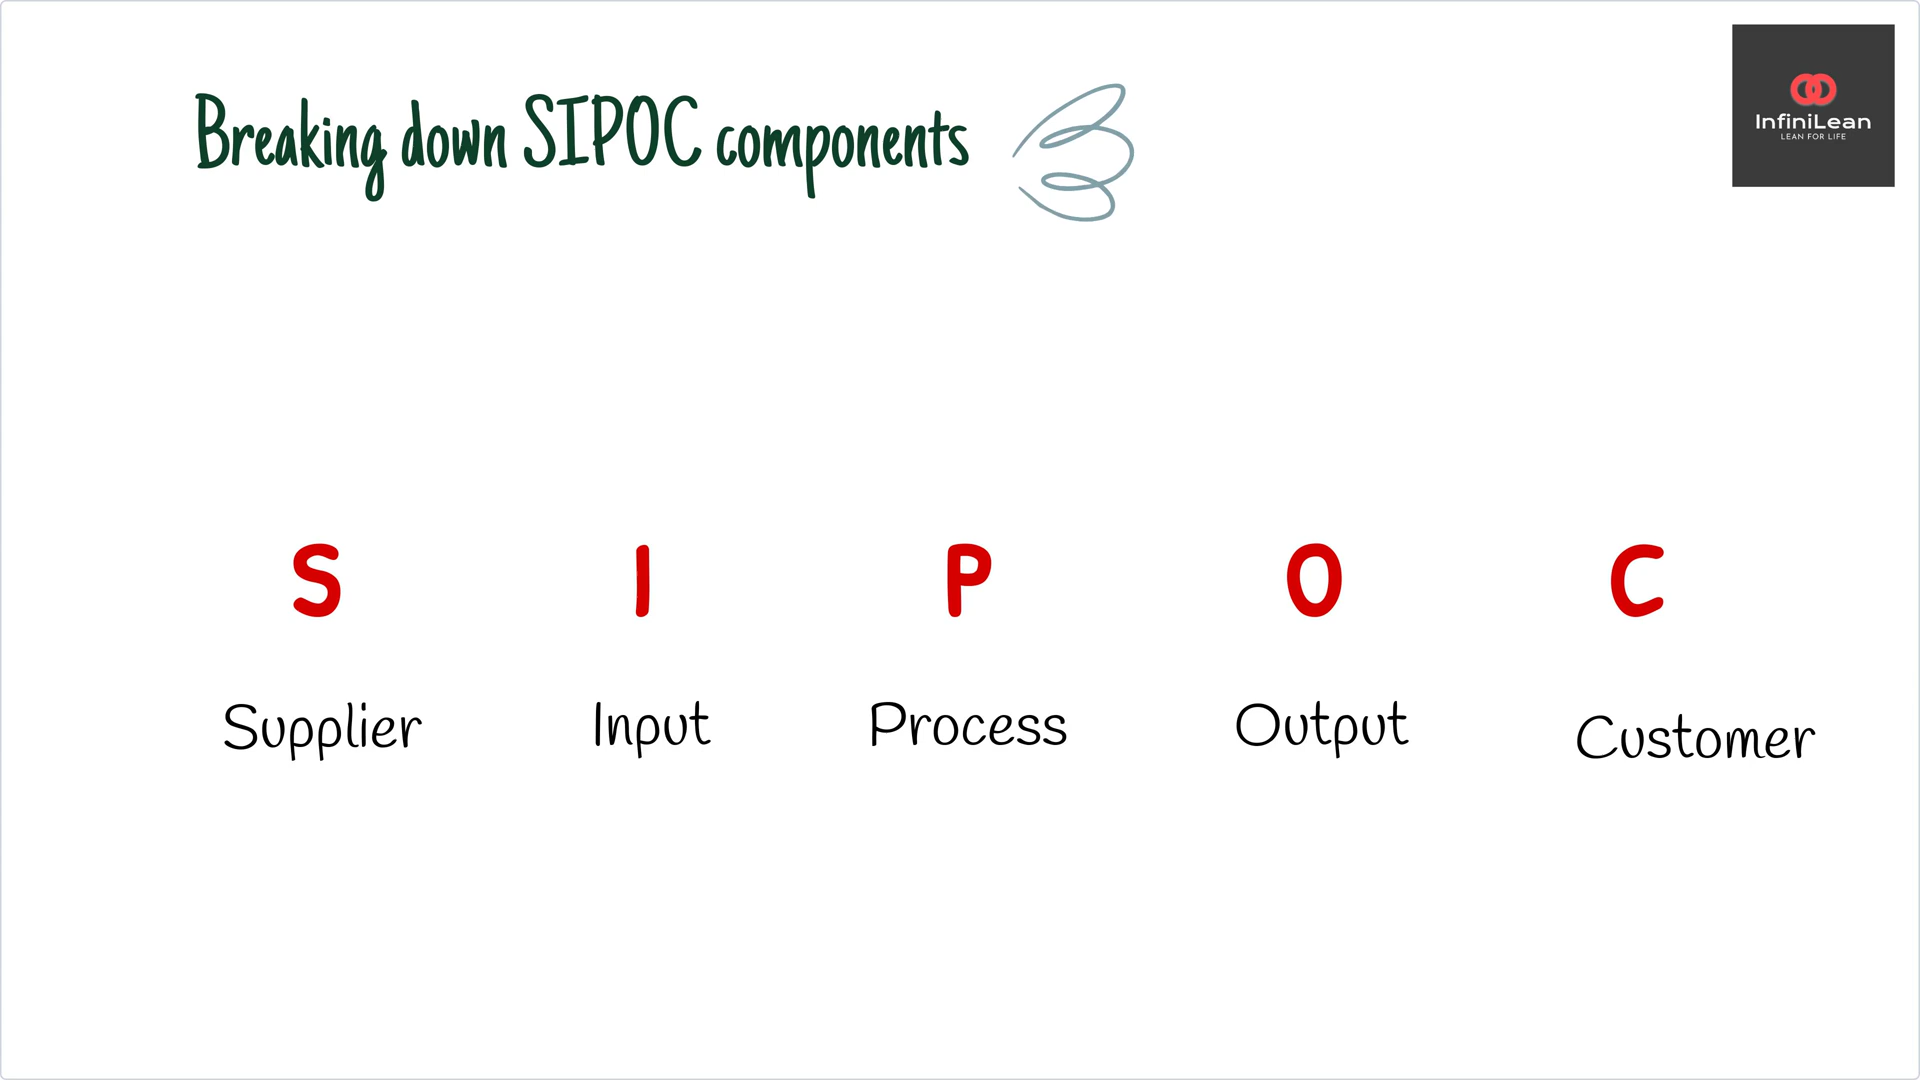 Breaking down SIPOC components
InfiniLean
LEAN FOR LIFE
S I P O C
Supplier Input Process Output Customer